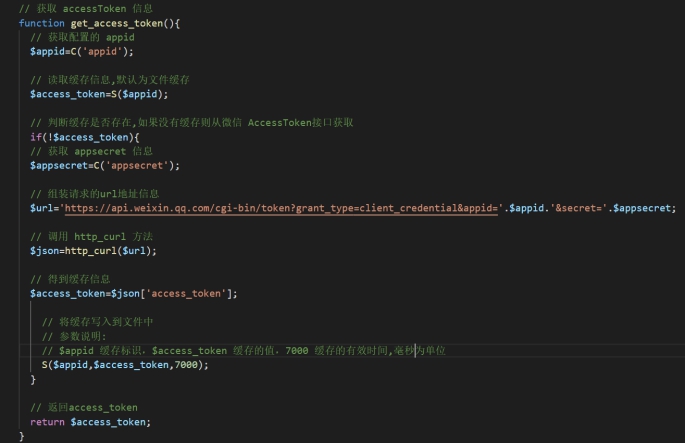 // 获取 accessToken 信息
function get_access_token(){
// 获取配置的 appid
$appid=C('appid');
// 读取缓存信息,默认为文件缓存
$access_token=S($appid);
// 判断缓存是否存在,如果没有缓存则从微信 AccessToken接口获取
if(!$access_token){
// 获取 appsecret 信息
$appsecret=C('appsecret');
// 组装请求的url地址信息
$url='https://api.weixin.qq.com/cgi-bin/token?grant_type=client_credential&appid='.$appid.'&secret='.$appsecret;
// 调用 http_curl 方法
$json=http_curl($url);
// 得到缓存信息
$access_token=$json['access_token'];
// 将缓存写入到文件中
// 参数说明:
// $appid 缓存标识，$access_token 缓存的值，7000 缓存的有效时间,毫秒为单位
S($appid,$access_token,7000);
}
// 返回access_token
return $access_token;
}